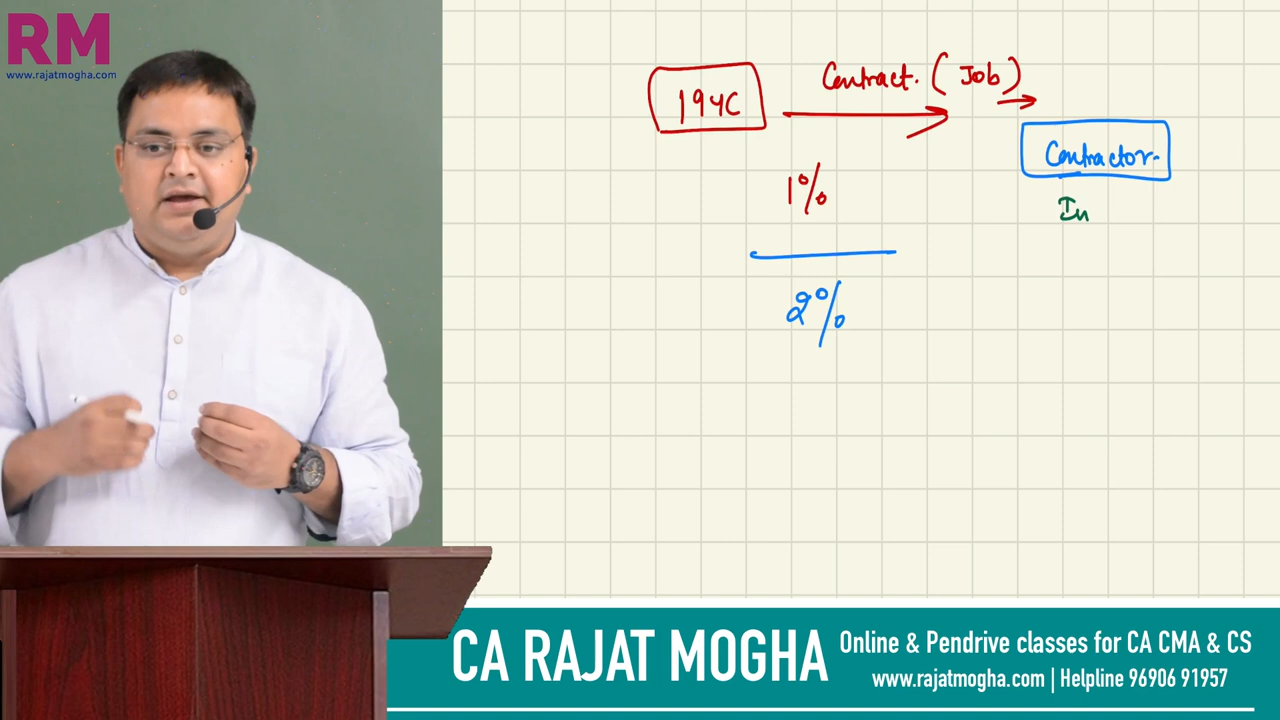 RM
www.rajatmogha.com
194C
Contract. (Job)
Contractor.
1%
In
2%
CA RAJAT MOGHA
Online & Pendrive classes for CA CMA & CS
www.rajatmogha.com | Helpline 96906 91957